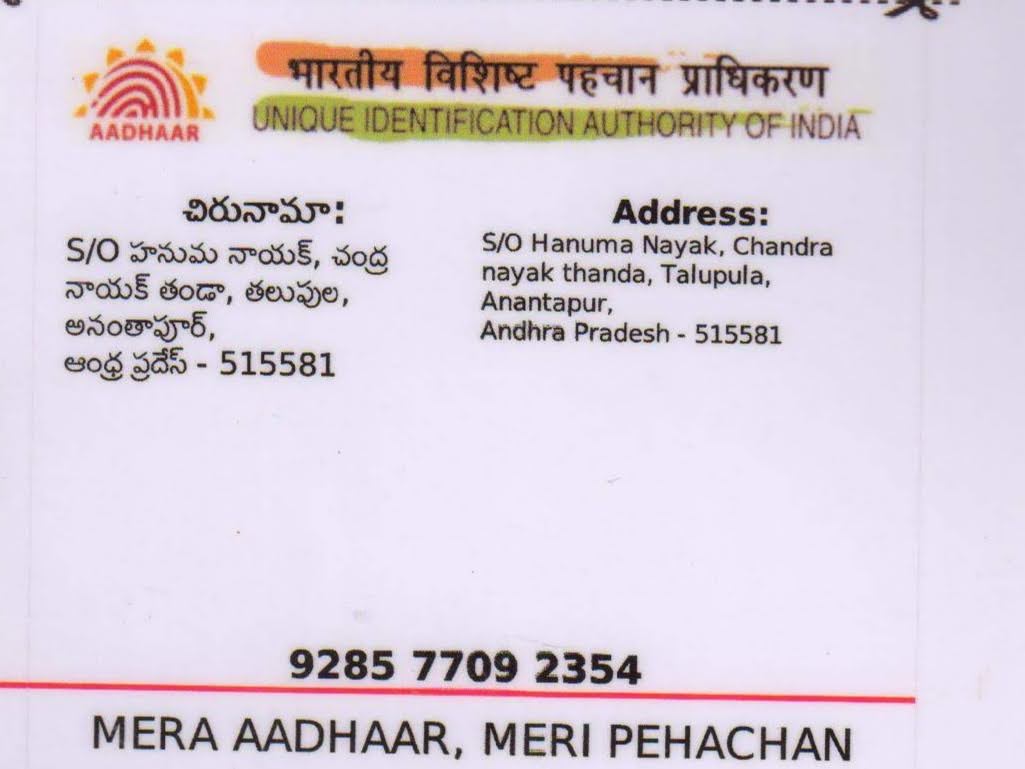 भारतीय विशिष्ट पहचान प्राधिकरण
UNIQUE IDENTIFICATION AUTHORITY OF INDIA
AADHAAR
చిరునామా:
S/O హనుమ నాయక్, చంద్ర
నాయక్ తండా, తలుపుల,
అనంతాపూర్,
ఆంధ్ర ప్రదేస్ - 515581
Address:
S/O Hanuma Nayak, Chandra
nayak thanda, Talupula,
Anantapur,
Andhra Pradesh - 515581
9285 7709 2354
MERA AADHAAR, MERI PEHACHAN